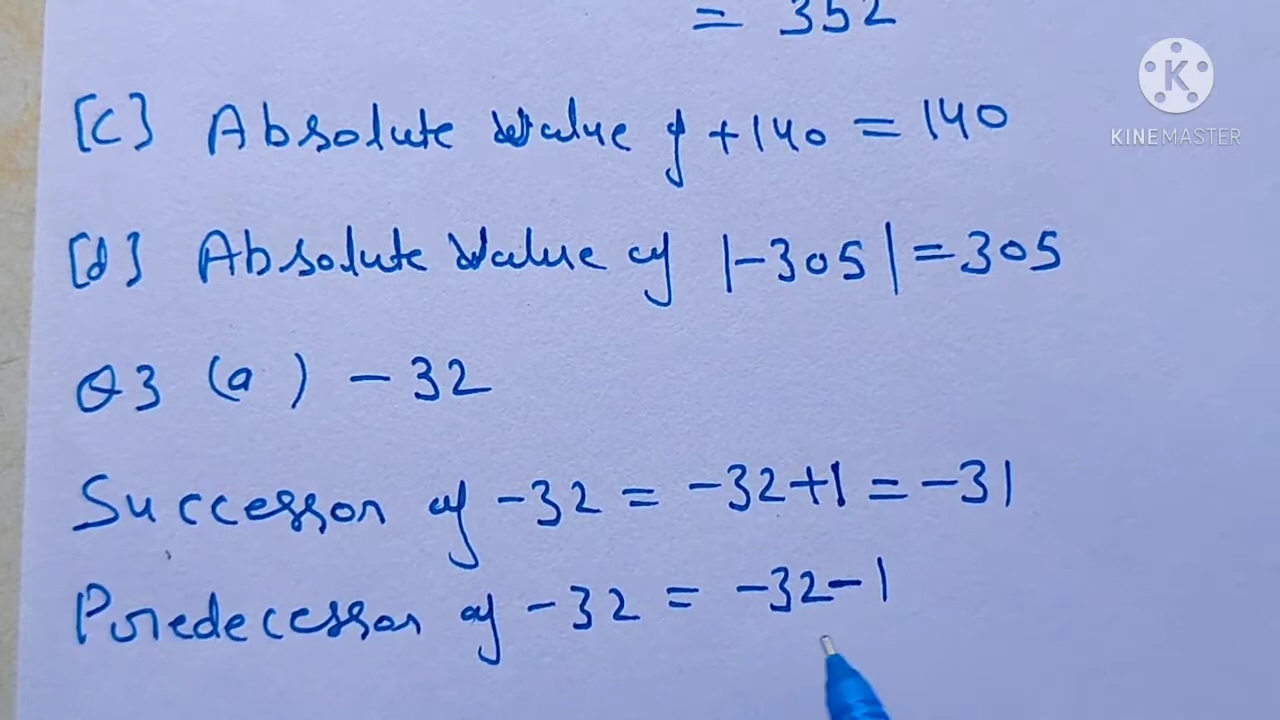 = 352
[c] Absolute value of +140 = 140
[d] Absolute value of |-305| = 305
Q3 (a) -32
Successor of -32 = -32+1 = -31
Predecessor of -32 = -32-1
K
KINEMASTER